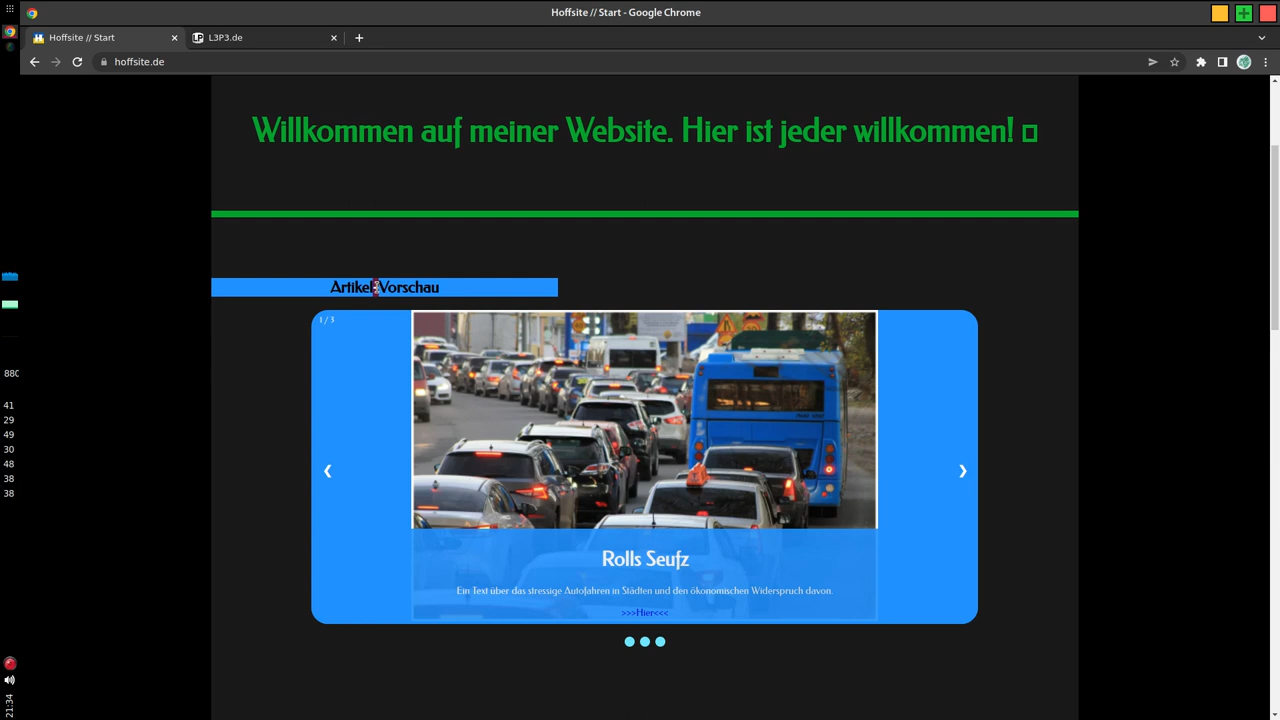 Hoffsite // Start - Google Chrome
Hoffsite // Start
L3P3.de
hoffsite.de
Willkommen auf meiner Website. Hier ist jeder willkommen!
Artikel-Vorschau
1 / 3
Rolls Seufz
Ein Text über das stressige Autofahren in Städten und den ökonomischen Widerspruch davon.
>>>Hier<<<
880
41
29
49
30
48
38
38
21:34